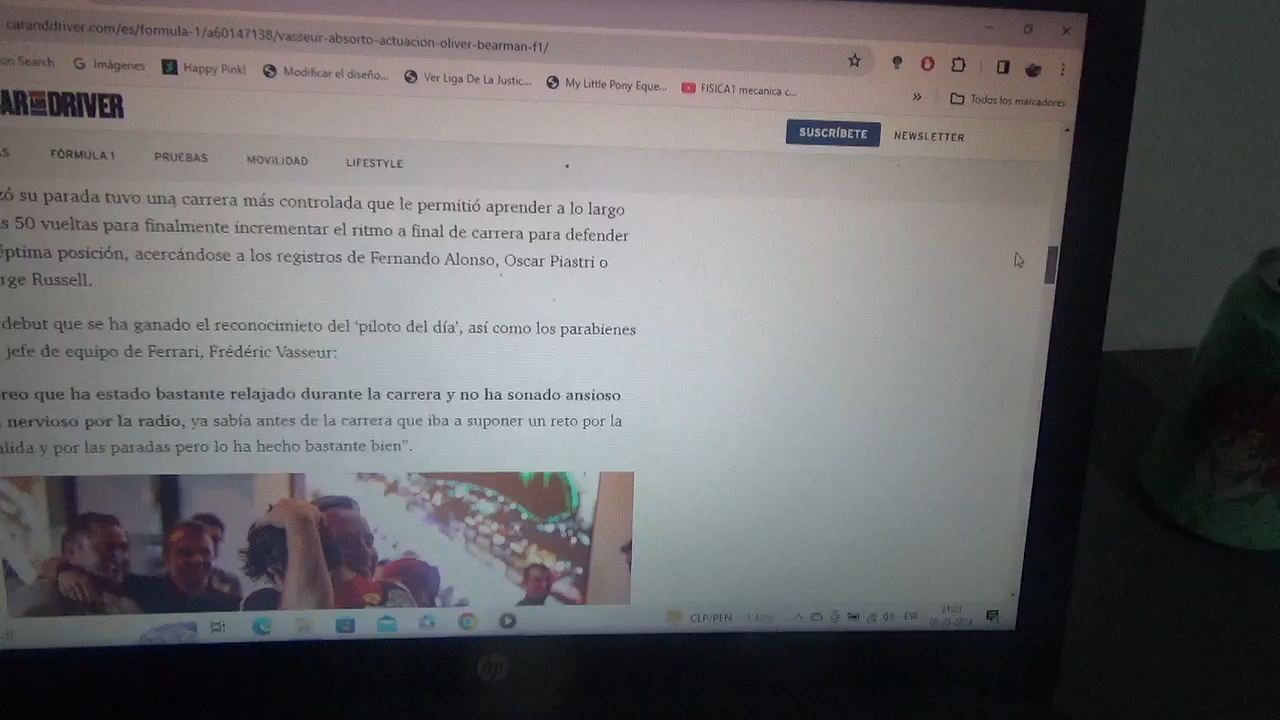 caranddriver.com/es/formula-1/a60147138/vasseur-absorto-actuacion-oliver-bearman-f1/
on Search Imágenes Happy Pink! Modificar el diseño... Ver Liga De La Justic... My Little Pony Eque... FISICA1 mecanica c...
» Todos los marcadores
AR AND DRIVER
SUSCRÍBETE NEWSLETTER
S FÓRMULA 1 PRUEBAS MOVILIDAD LIFESTYLE
zó su parada tuvo una carrera más controlada que le permitió aprender a lo largo
s 50 vueltas para finalmente incrementar el ritmo a final de carrera para defender
éptima posición, acercándose a los registros de Fernando Alonso, Oscar Piastri o
rge Russell.
debut que se ha ganado el reconocimieto del 'piloto del día', así como los parabienes
jefe de equipo de Ferrari, Frédéric Vasseur:
reo que ha estado bastante relajado durante la carrera y no ha sonado ansioso
nervioso por la radio, ya sabía antes de la carrera que iba a suponer un reto por la
alida y por las paradas pero lo ha hecho bastante bien".
CLP/PEN ESP
hp